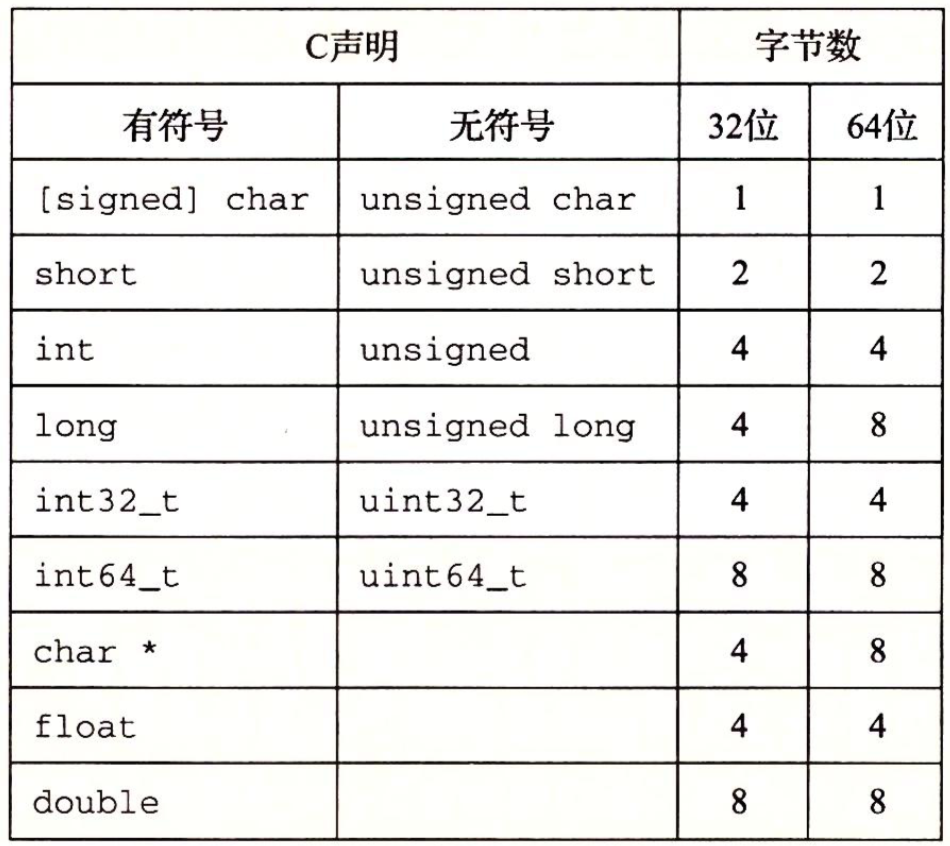 C声明 字节数
有符号 无符号 32位 64位
[signed] char unsigned char 1 1
short unsigned short 2 2
int unsigned 4 4
long unsigned long 4 8
int32_t uint32_t 4 4
int64_t uint64_t 8 8
char * 4 8
float 4 4
double 8 8